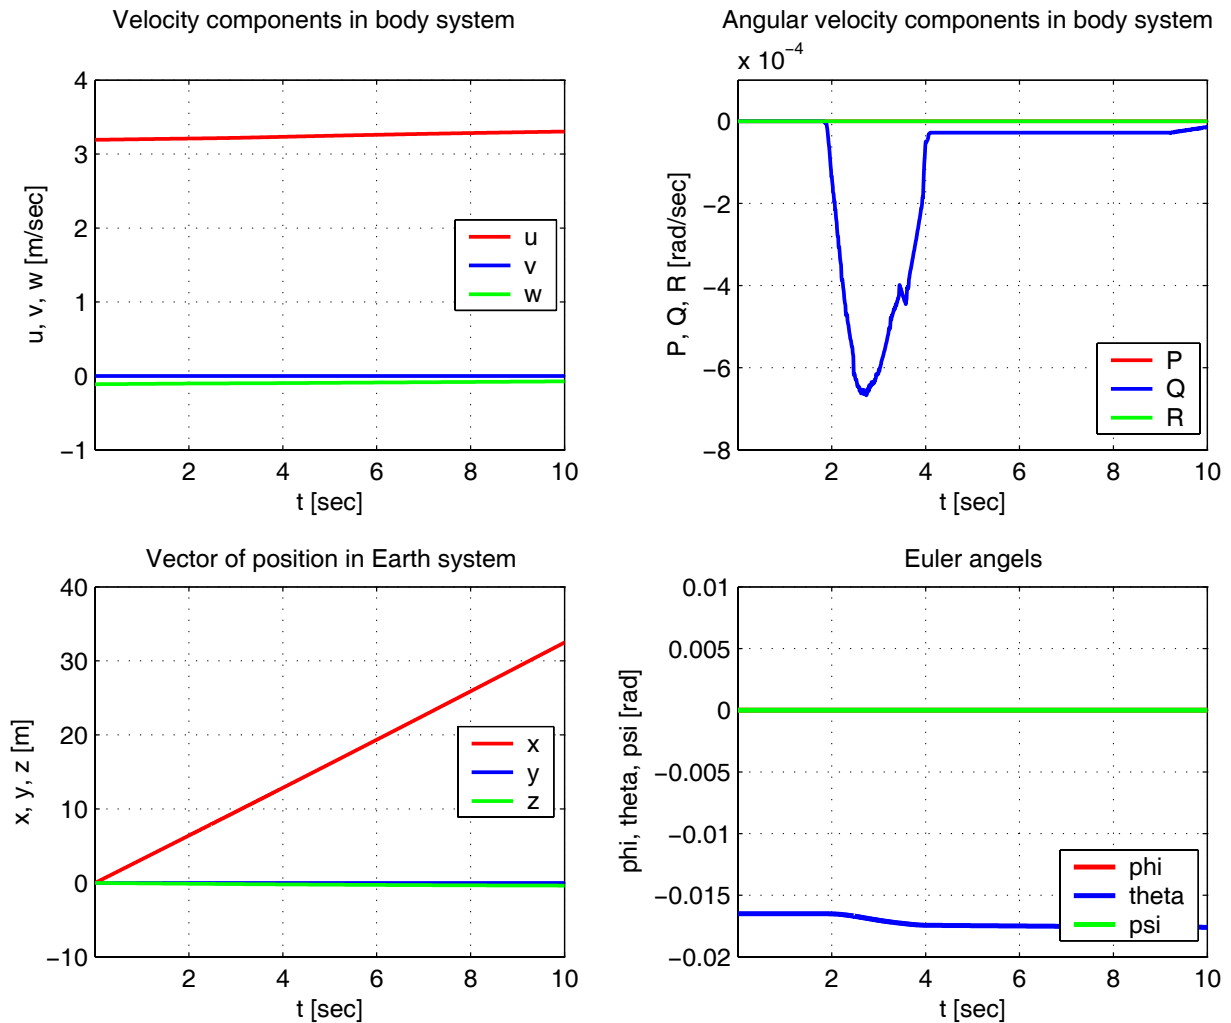 Velocity components in body system
4
3
2
1
0
−1
2
4
6
8
10
u, v, w [m/sec]
t [sec]
u
v
w
Angular velocity components in body system
x 10−4
0
−2
−4
−6
−8
2
4
6
8
10
P, Q, R [rad/sec]
t [sec]
P
Q
R
Vector of position in Earth system
40
30
20
10
0
−10
2
4
6
8
10
x, y, z [m]
t [sec]
x
y
z
Euler angels
0.01
0.005
0
−0.005
−0.01
−0.015
−0.02
2
4
6
8
10
phi, theta, psi [rad]
t [sec]
phi
theta
psi